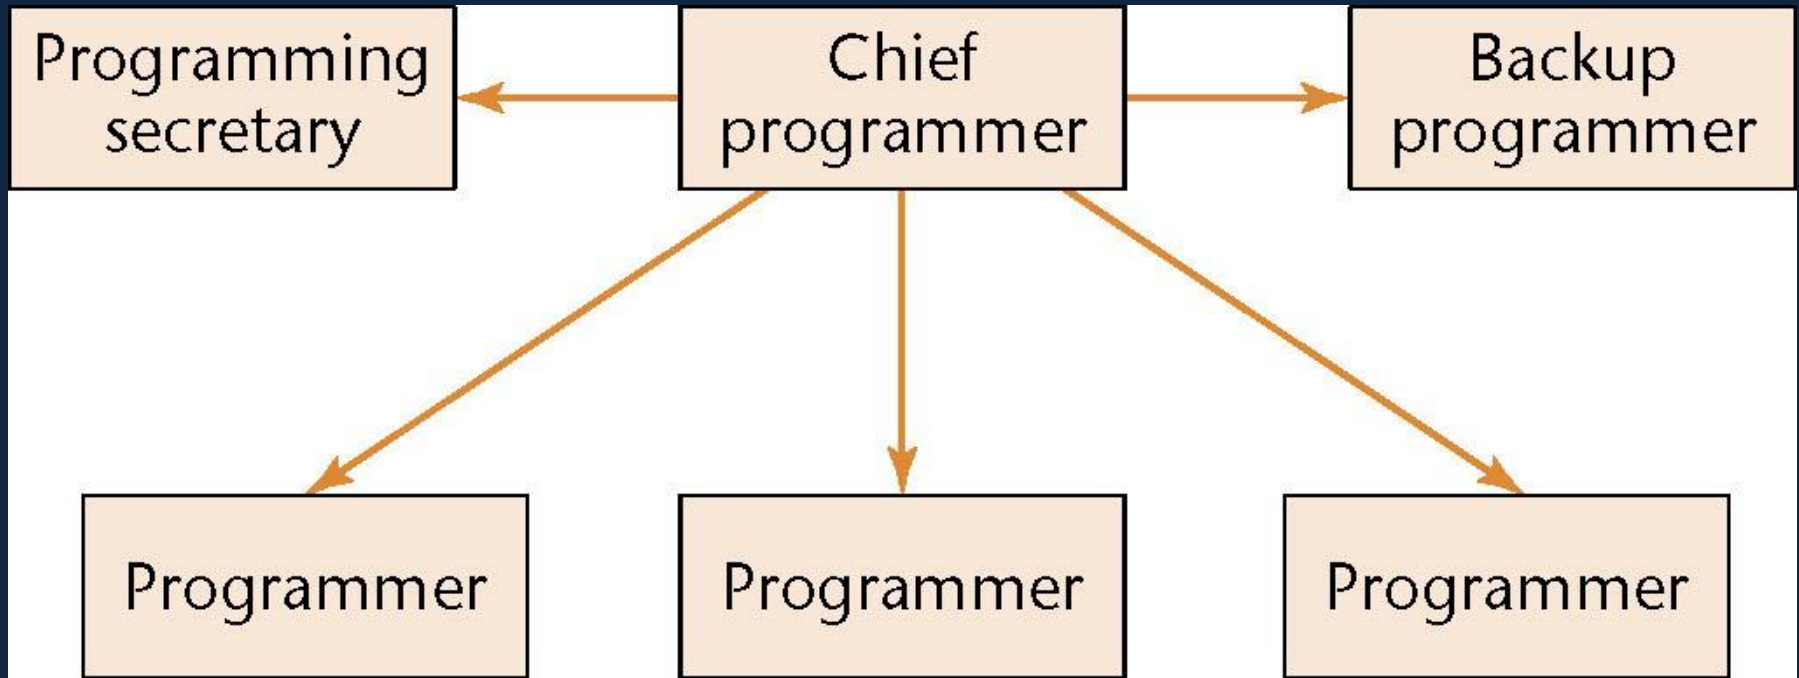 Programming
secretary
Chief
programmer
Backup
programmer
Programmer
Programmer
Programmer